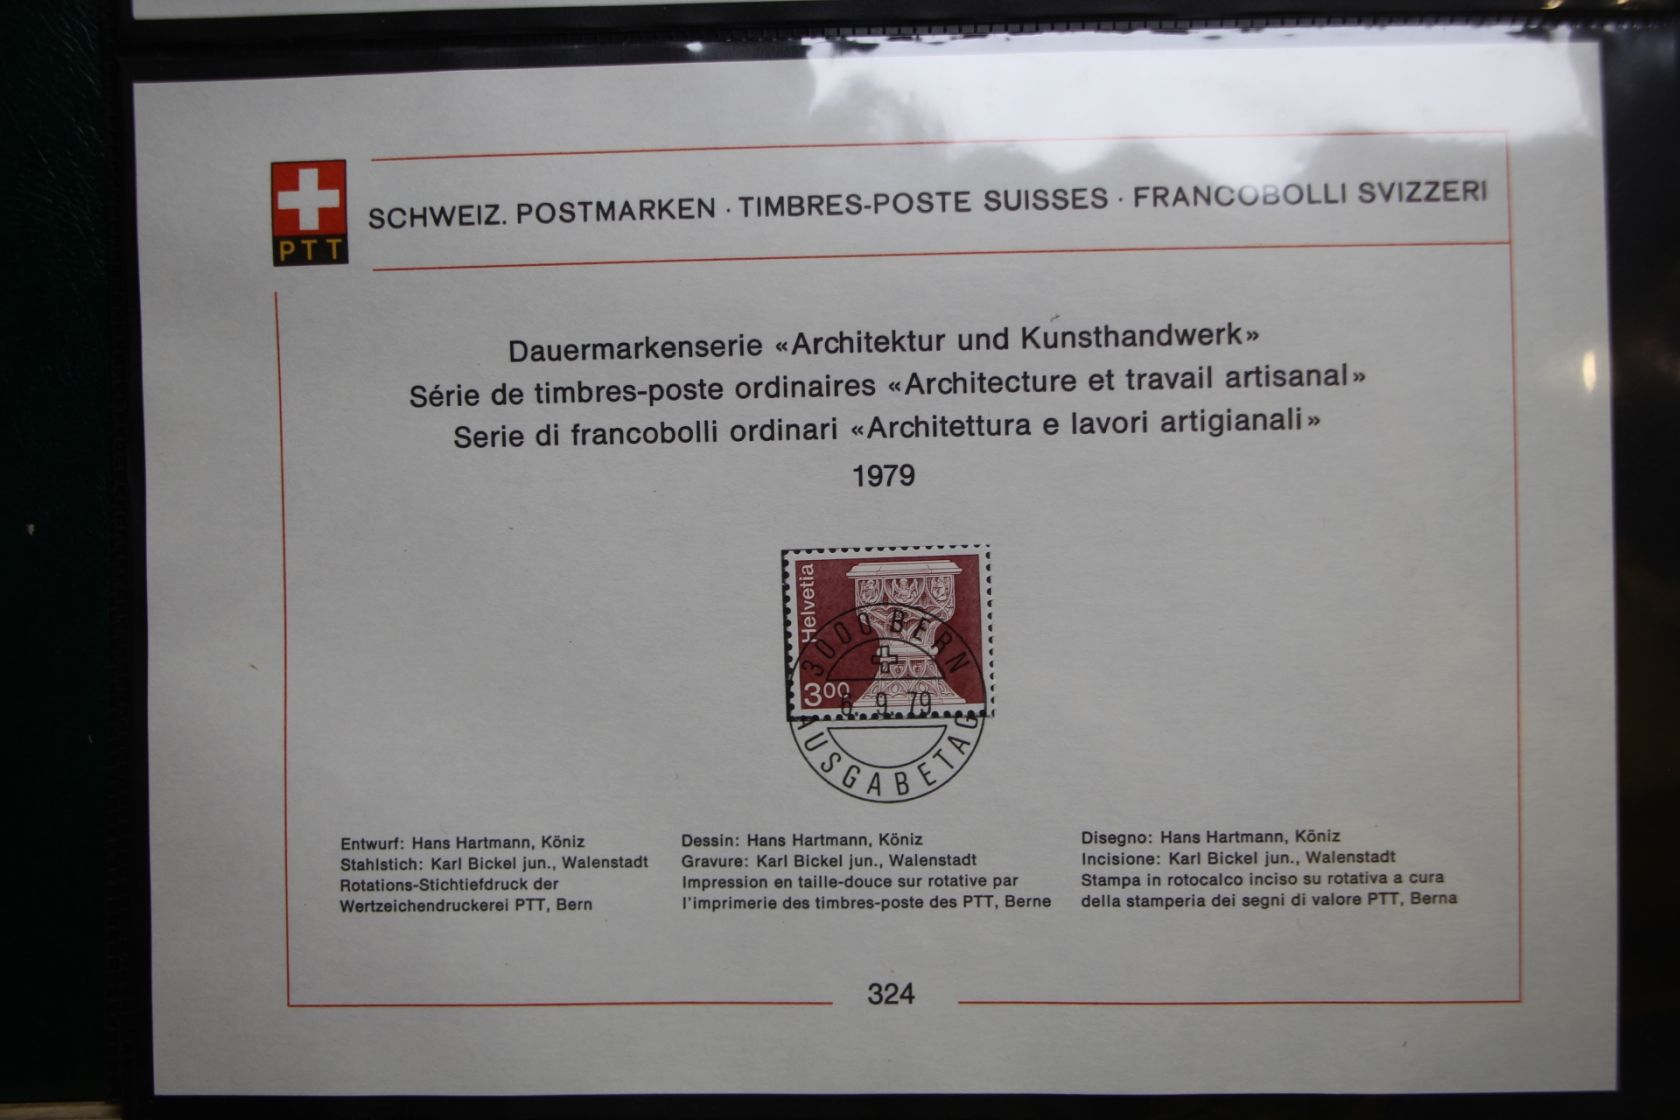 PTT
SCHWEIZ. POSTMARKEN · TIMBRES-POSTE SUISSES · FRANCOBOLLI SVIZZERI
Dauermarkenserie «Architektur und Kunsthandwerk»
Série de timbres-poste ordinaires «Architecture et travail artisanal»
Serie di francobolli ordinari «Architettura e lavori artigianali»
1979
Helvetia
3000 BERN
300
6. 9. 79
AUSGABETAG
Entwurf: Hans Hartmann, Köniz
Stahlstich: Karl Bickel jun., Walenstadt
Rotations-Stichtiefdruck der
Wertzeichendruckerei PTT, Bern
Dessin: Hans Hartmann, Köniz
Gravure: Karl Bickel jun., Walenstadt
Impression en taille-douce sur rotative par
l'imprimerie des timbres-poste des PTT, Berne
Disegno: Hans Hartmann, Köniz
Incisione: Karl Bickel jun., Walenstadt
Stampa in rotocalco inciso su rotativa a cura
della stamperia dei segni di valore PTT, Berna
324